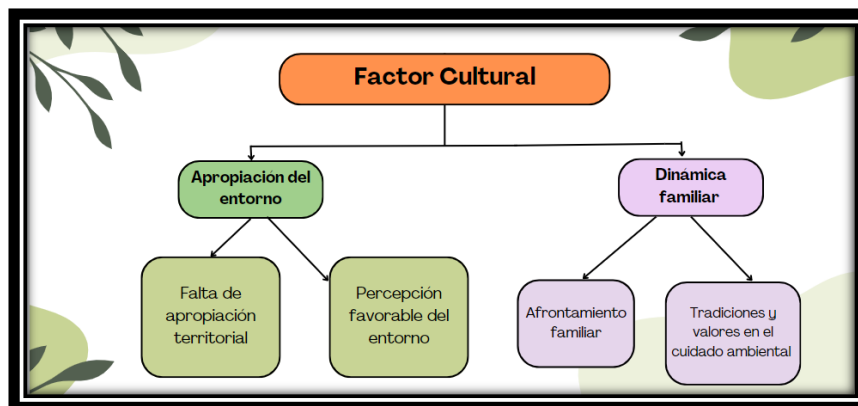 Factor Cultural
Apropiación del
entorno
Dinámica
familiar
Falta de
apropiación
territorial
Percepción
favorable del
entorno
Afrontamiento
familiar
Tradiciones y
valores en el
cuidado ambiental